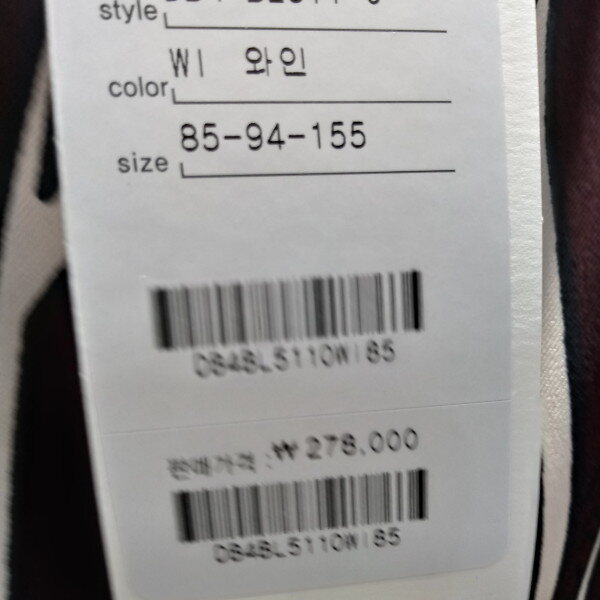 style
color WI 와인
size 85-94-155
DB4BL5110WI85
판매가격 :₩278,000
DB4BL5110WI85